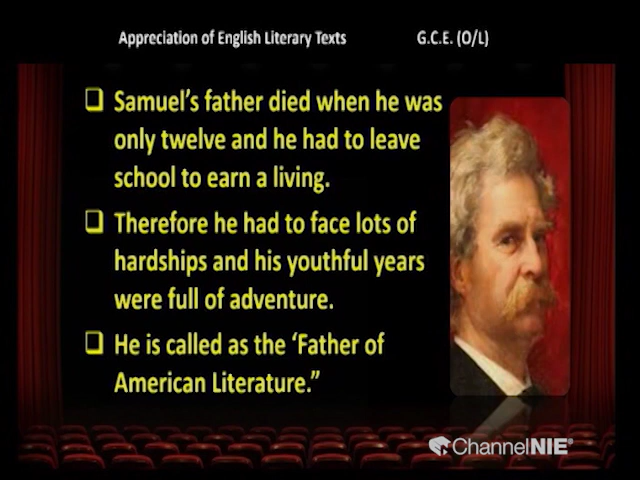 Appreciation of English Literary Texts G.C.E. (O/L)
Samuel's father died when he was
only twelve and he had to leave
school to earn a living.
Therefore he had to face lots of
hardships and his youthful years
were full of adventure.
He is called as the ‘Father of
American Literature.”
ChannelNIE